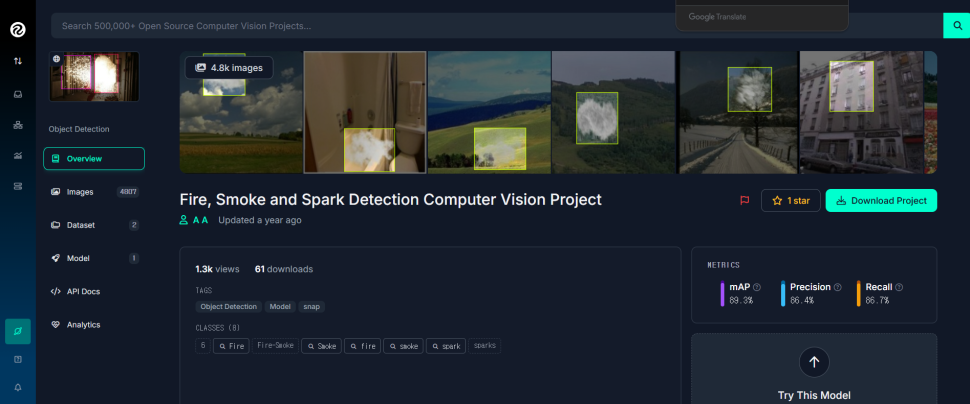 Google Translate
Search 500,000+ Open Source Computer Vision Projects...
4.8k images
Object Detection
Overview
Images 4807
Dataset 2
Model 1
API Docs
Analytics
Fire, Smoke and Spark Detection Computer Vision Project
A A Updated a year ago
1 star
Download Project
1.3k views 61 downloads
TAGS
Object Detection Model snap
CLASSES (8)
6 Fire Fire-Smoke Smoke fire smoke spark sparks
METRICS
mAP Precision Recall
89.3% 86.4% 86.7%
Try This Model